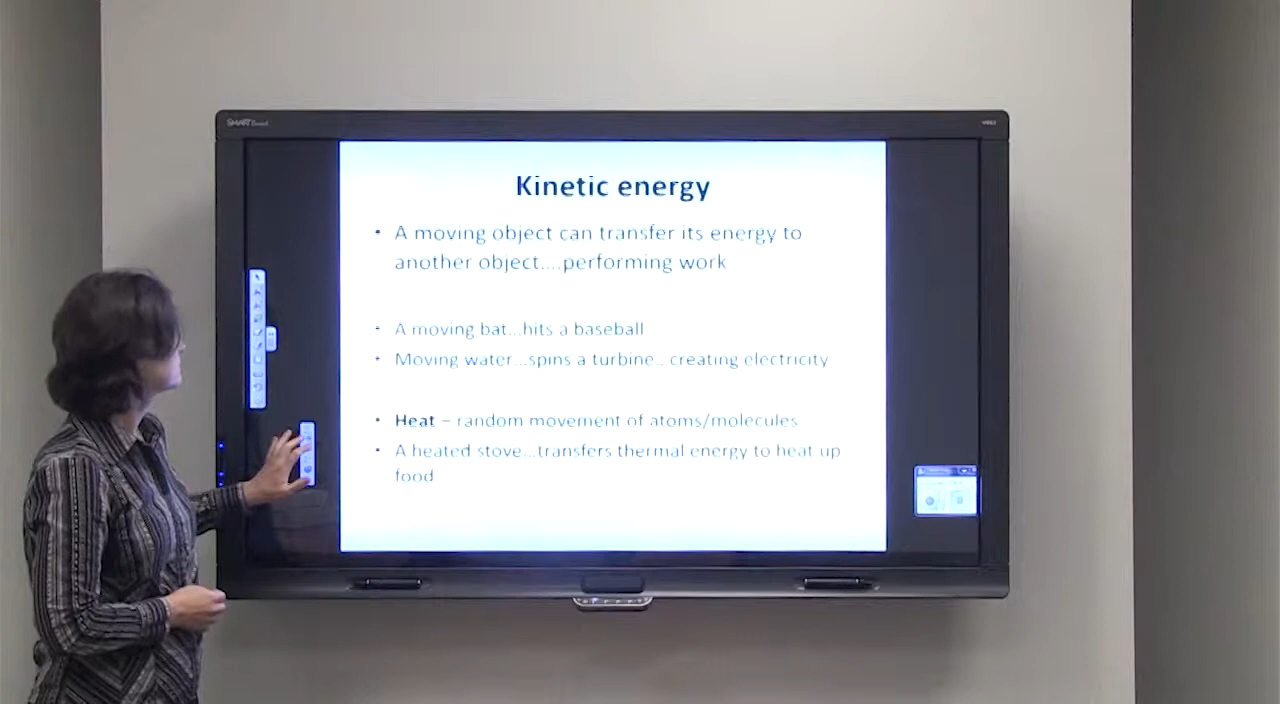 SMART Board
Kinetic energy
• A moving object can transfer its energy to
another object....performing work
• A moving bat...hits a baseball
• Moving water...spins a turbine...creating electricity
• Heat – random movement of atoms/molecules
• A heated stove...transfers thermal energy to heat up
food